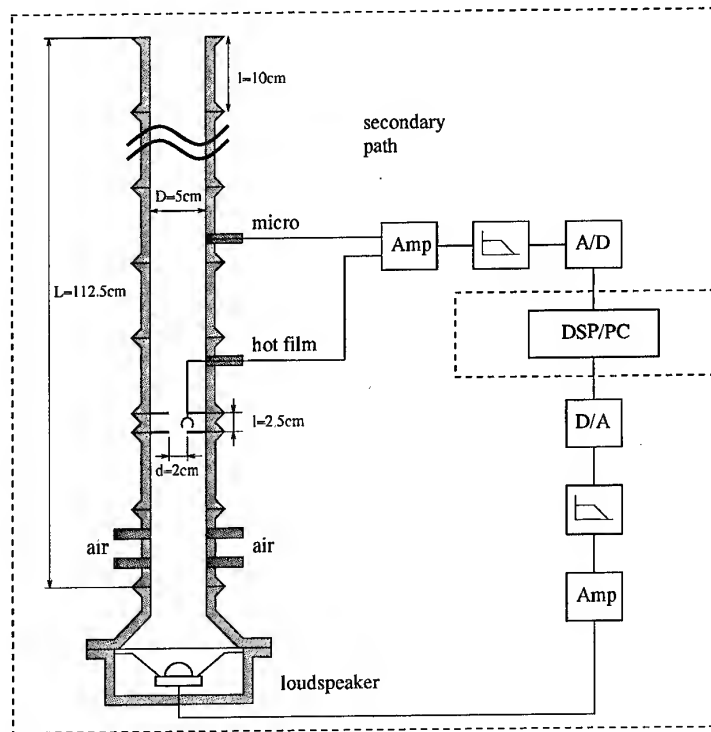 l=10cm
secondary
path
D=5cm
micro
Amp
A/D
L=112.5cm
DSP/PC
hot film
l=2.5cm
D/A
d=2cm
air
air
Amp
loudspeaker